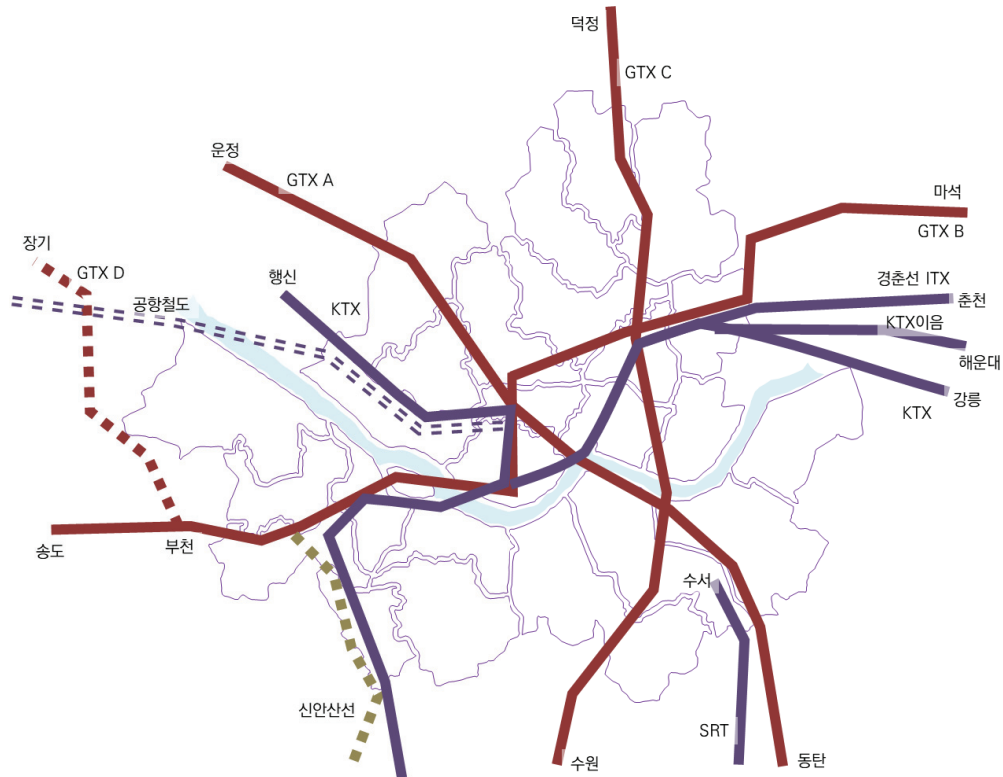 덕정
GTX C
운정
GTX A
마석
GTX B
장기
GTX D
행신
경춘선 ITX
춘천
공항철도
KTX
KTX이음
해운대
강릉
KTX
송도
부천
수서
신안산선
SRT
수원
동탄